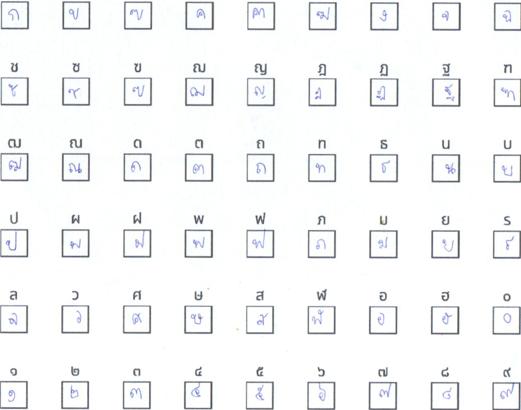 ก ข ฃ ค ฅ ฆ ง จ ฉ
ช ซ ฃ ฌ ญ ฎ ฏ ฐ ฑ
ช ซ ฃ ฌ ญ ฎ ฏ ฐ ฑ
ฒ ณ ด ต ถ ท ธ น บ
ฒ ณ ด ต ถ ท ธ น บ
ป ผ ฝ พ ฟ ภ ม ย ร
ป ผ ฝ พ ฟ ภ ม ย ร
ล ว ศ ษ ส ฬ อ ฮ ๐
ล ว ศ ษ ส ฬ อ ฮ ๐
๑ ๒ ๓ ๔ ๕ ๖ ๗ ๘ ๙
๑ ๒ ๓ ๔ ๕ ๖ ๗ ๘ ๙